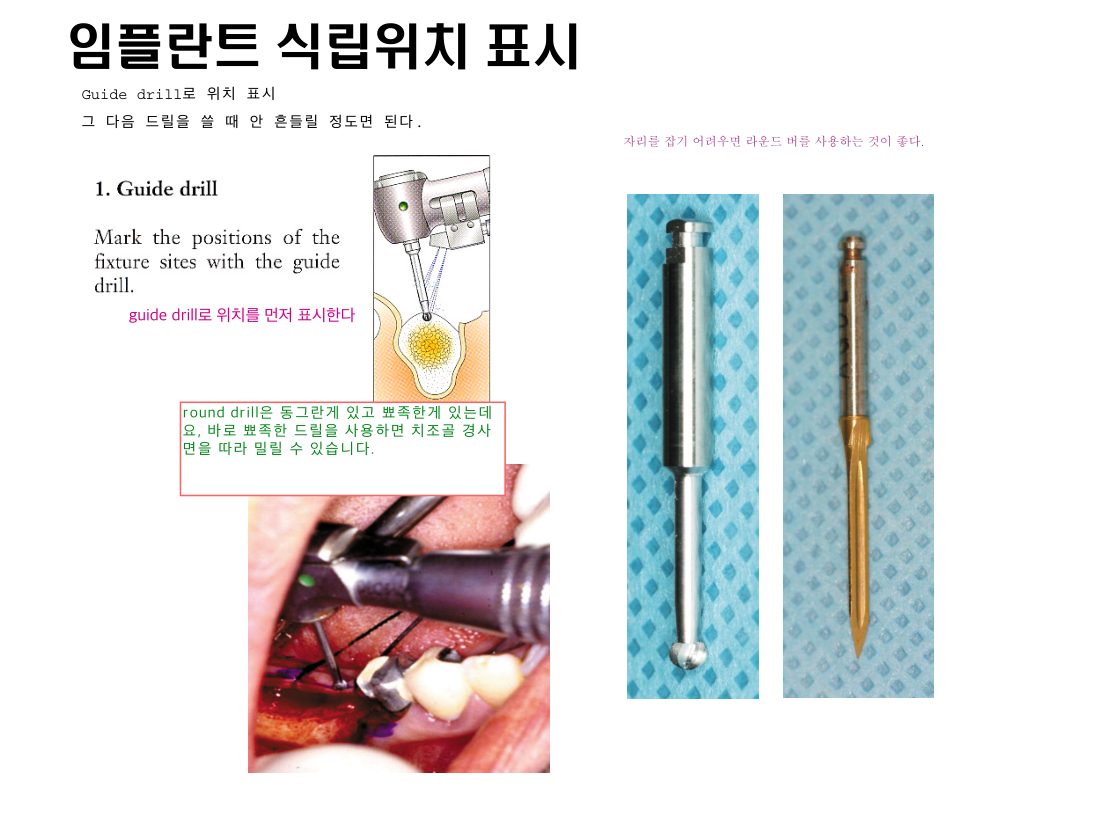 임플란트 식립위치 표시
Guide drill로 위치 표시
그 다음 드릴을 쓸 때 안 흔들릴 정도면 된다.
자리를 잡기 어려우면 라운드 버를 사용하는 것이 좋다.
1. Guide drill
Mark the positions of the
fixture sites with the guide
drill.
guide drill로 위치를 먼저 표시한다
round drill은 동그란게 있고 뾰족한게 있는데
요, 바로 뾰족한 드릴을 사용하면 치조골 경사
면을 따라 밀릴 수 있습니다.